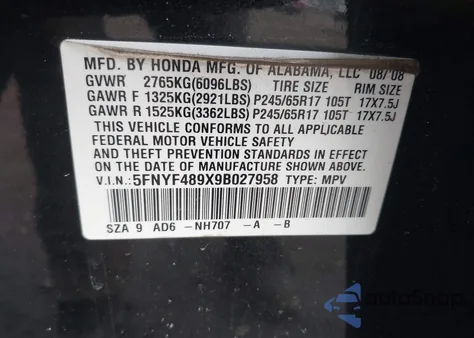 MFD. BY HONDA MFG. OF ALABAMA, LLC 08/'08
GVWR 2765KG(6096LBS) TIRE SIZE RIM SIZE
GAWR F 1325KG(2921LBS) P245/65R17 105T 17X7.5J
GAWR R 1525KG(3362LBS) P245/65R17 105T 17X7.5J
THIS VEHICLE CONFORMS TO ALL APPLICABLE
FEDERAL MOTOR VEHICLE SAFETY
AND THEFT PREVENTION STANDARDS IN EFFECT
ON THE DATE OF MANUFACTURE SHOWN ABOVE.
V.I.N: 5FNYF489X9B027958 TYPE: MPV
SZA 9 AD6 -NH707 -A -B
AutoSnap